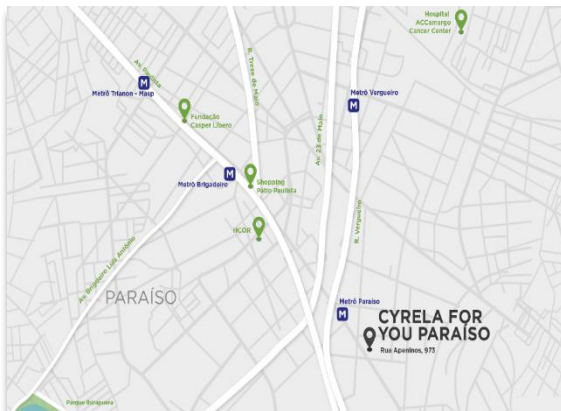 Hospital
ACCamargo
Cancer Center
Av. Paulista
R. Treze de Maio
Metrô Trianon - Masp
Metrô Vergueiro
Fundação
Casper Líbero
Av. 23 de Maio
Metrô Brigadeiro
Shopping
Pátio Paulista
HCOR
R. Vergueiro
Av. Brigadeiro Luís Antônio
PARAÍSO
Metrô Paraíso
CYRELA FOR
YOU PARAÍSO
Rua Apeninos, 973
Parque Ibirapuera
M
M
M
M